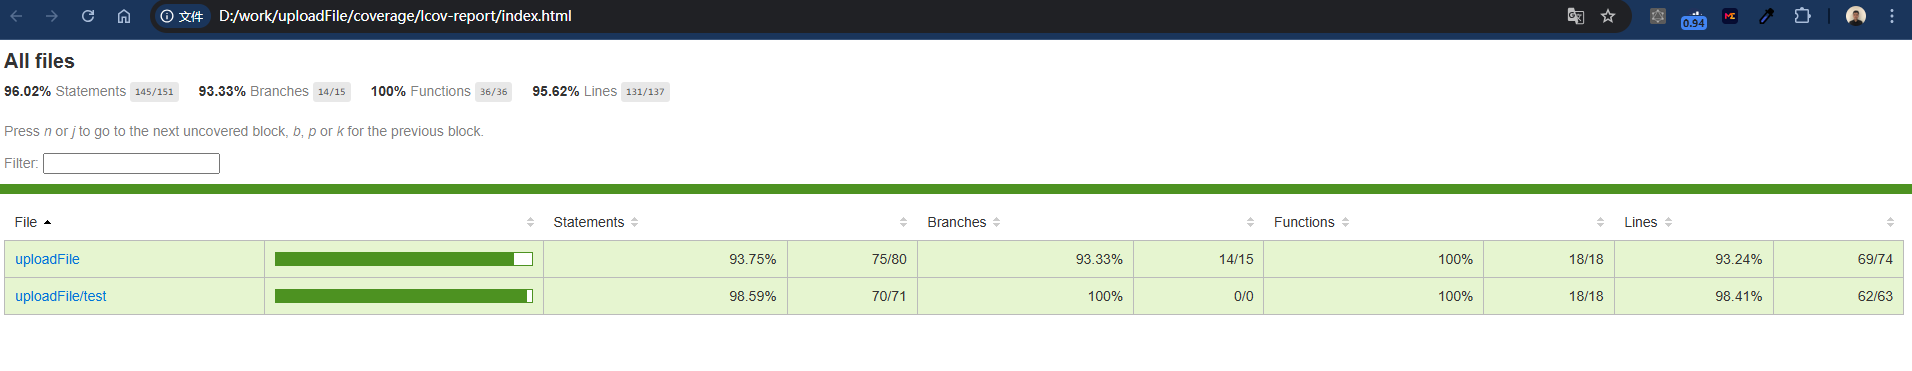 文件 D:/work/uploadFile/coverage/lcov-report/index.html
0.94
All files
96.02% Statements 145/151 93.33% Branches 14/15 100% Functions 36/36 95.62% Lines 131/137
Press n or j to go to the next uncovered block, b, p or k for the previous block.
Filter:
File Statements Branches Functions Lines
uploadFile 93.75% 75/80 93.33% 14/15 100% 18/18 93.24% 69/74
uploadFile/test 98.59% 70/71 100% 0/0 100% 18/18 98.41% 62/63